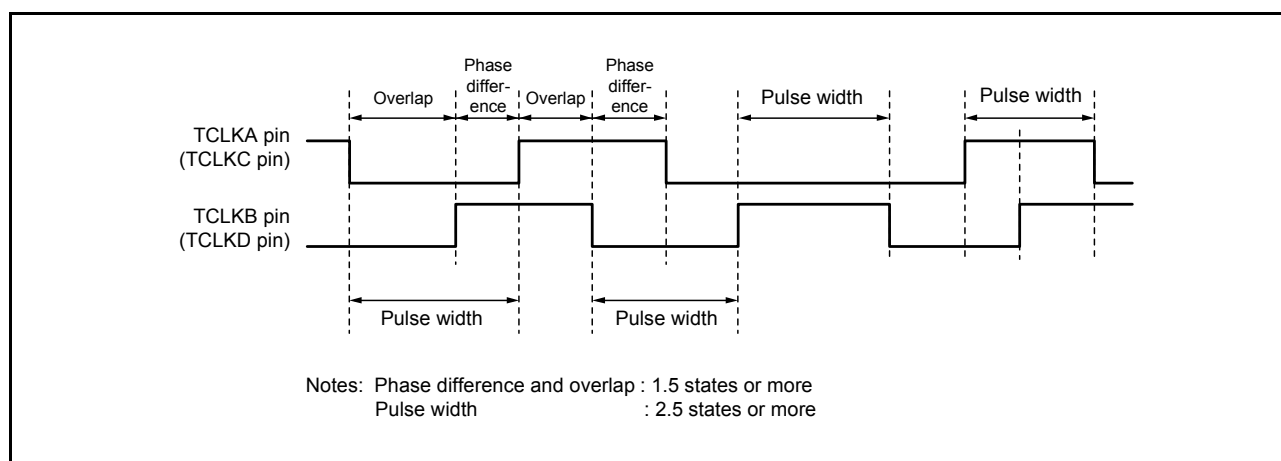 Phase
differ-
ence
Overlap
Overlap
Phase
differ-
ence
Pulse width
Pulse width
TCLKA pin
(TCLKC pin)
TCLKB pin
(TCLKD pin)
Pulse width
Pulse width
Notes: Phase difference and overlap : 1.5 states or more
Pulse width : 2.5 states or more